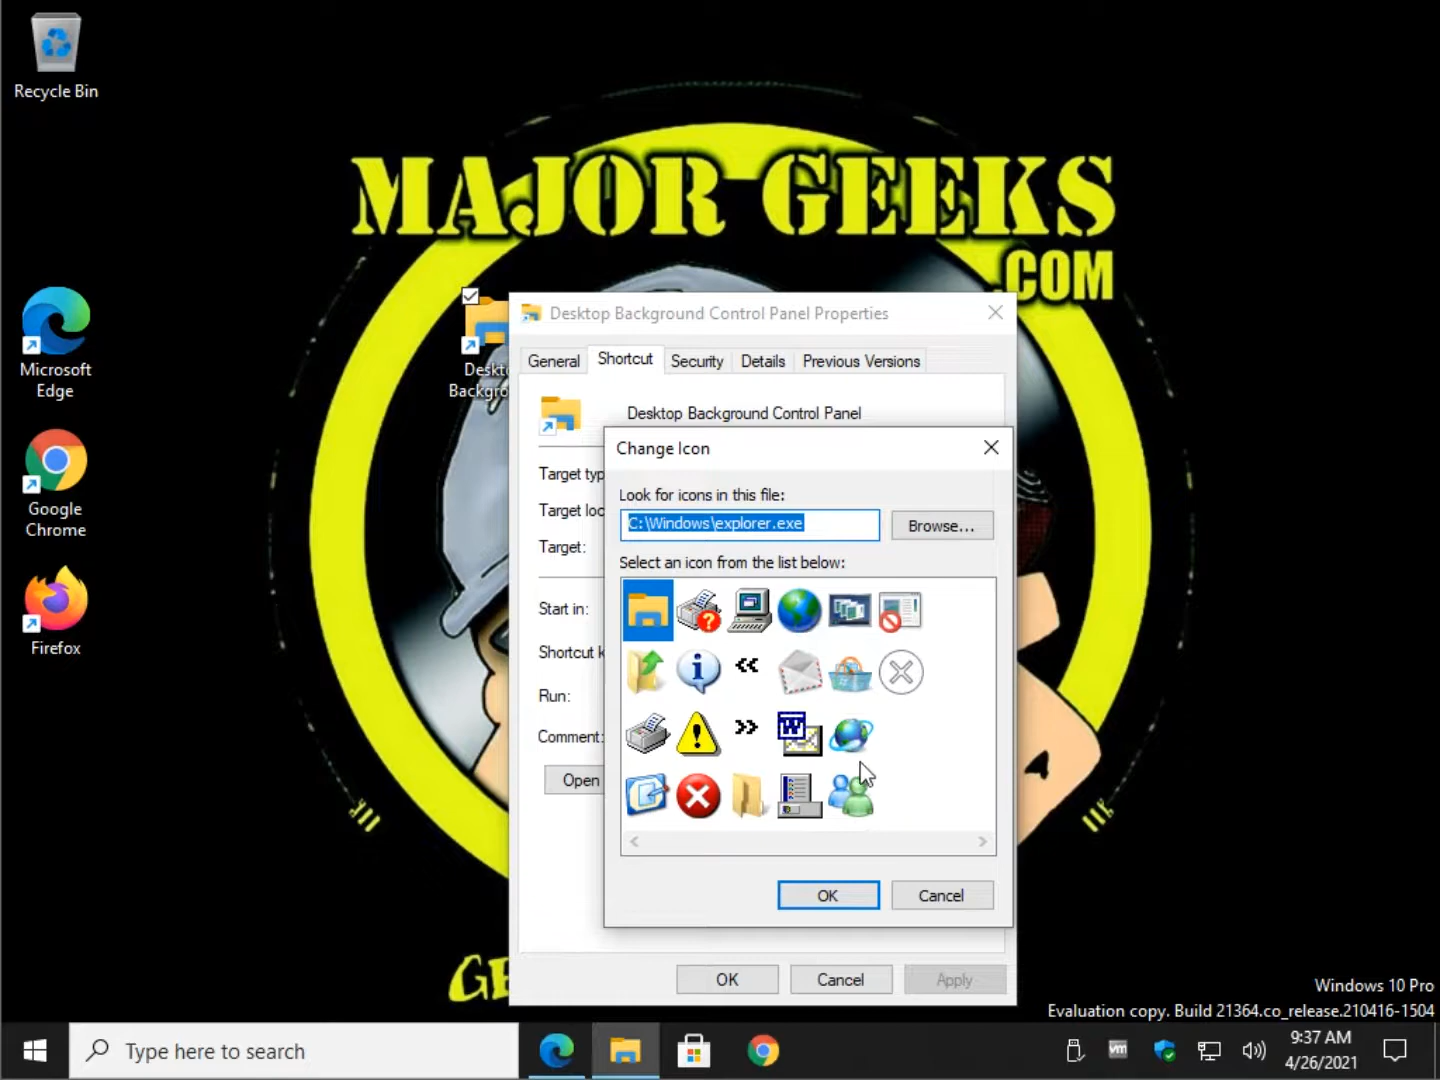 Recycle Bin
MAJOR GEEKS
.COM
Microsoft
Edge
Google
Chrome
Firefox
Desktop Background Control Panel Properties
General
Shortcut
Security
Details
Previous Versions
Desktop Background Control Panel
Target
Target
Target:
Start in:
Shortcut
Run:
Comment:
Open
Change Icon
Look for icons in this file:
C:\Windows\explorer.exe
Browse...
Select an icon from the list below:
OK
Cancel
OK
Cancel
Apply
Windows 10 Pro
Evaluation copy. Build 21364.co_release.210416-1504
Type here to search
vm
9:37 AM
4/26/2021